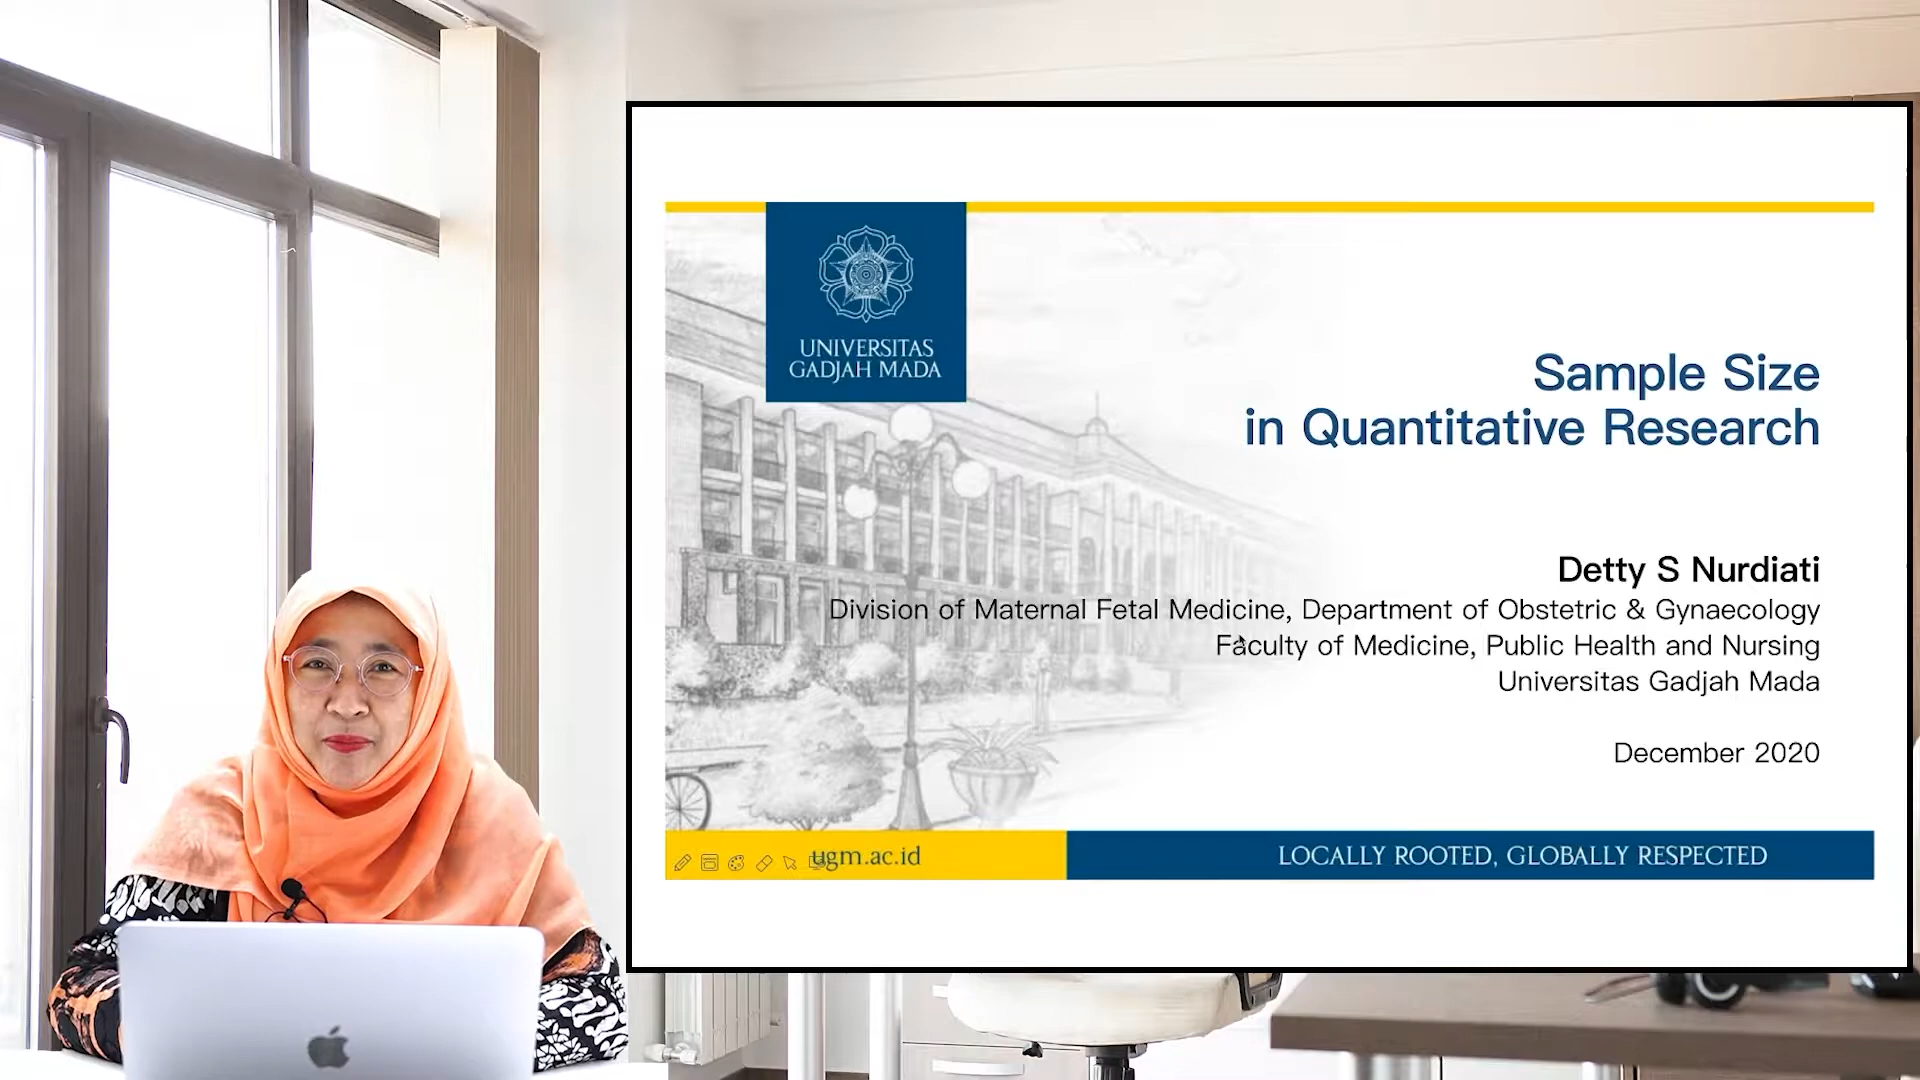 UNIVERSITAS
GADJAH MADA
Sample Size
in Quantitative Research
Detty S Nurdiati
Division of Maternal Fetal Medicine, Department of Obstetric & Gynaecology
Faculty of Medicine, Public Health and Nursing
Universitas Gadjah Mada
December 2020
ugm.ac.id
LOCALLY ROOTED, GLOBALLY RESPECTED